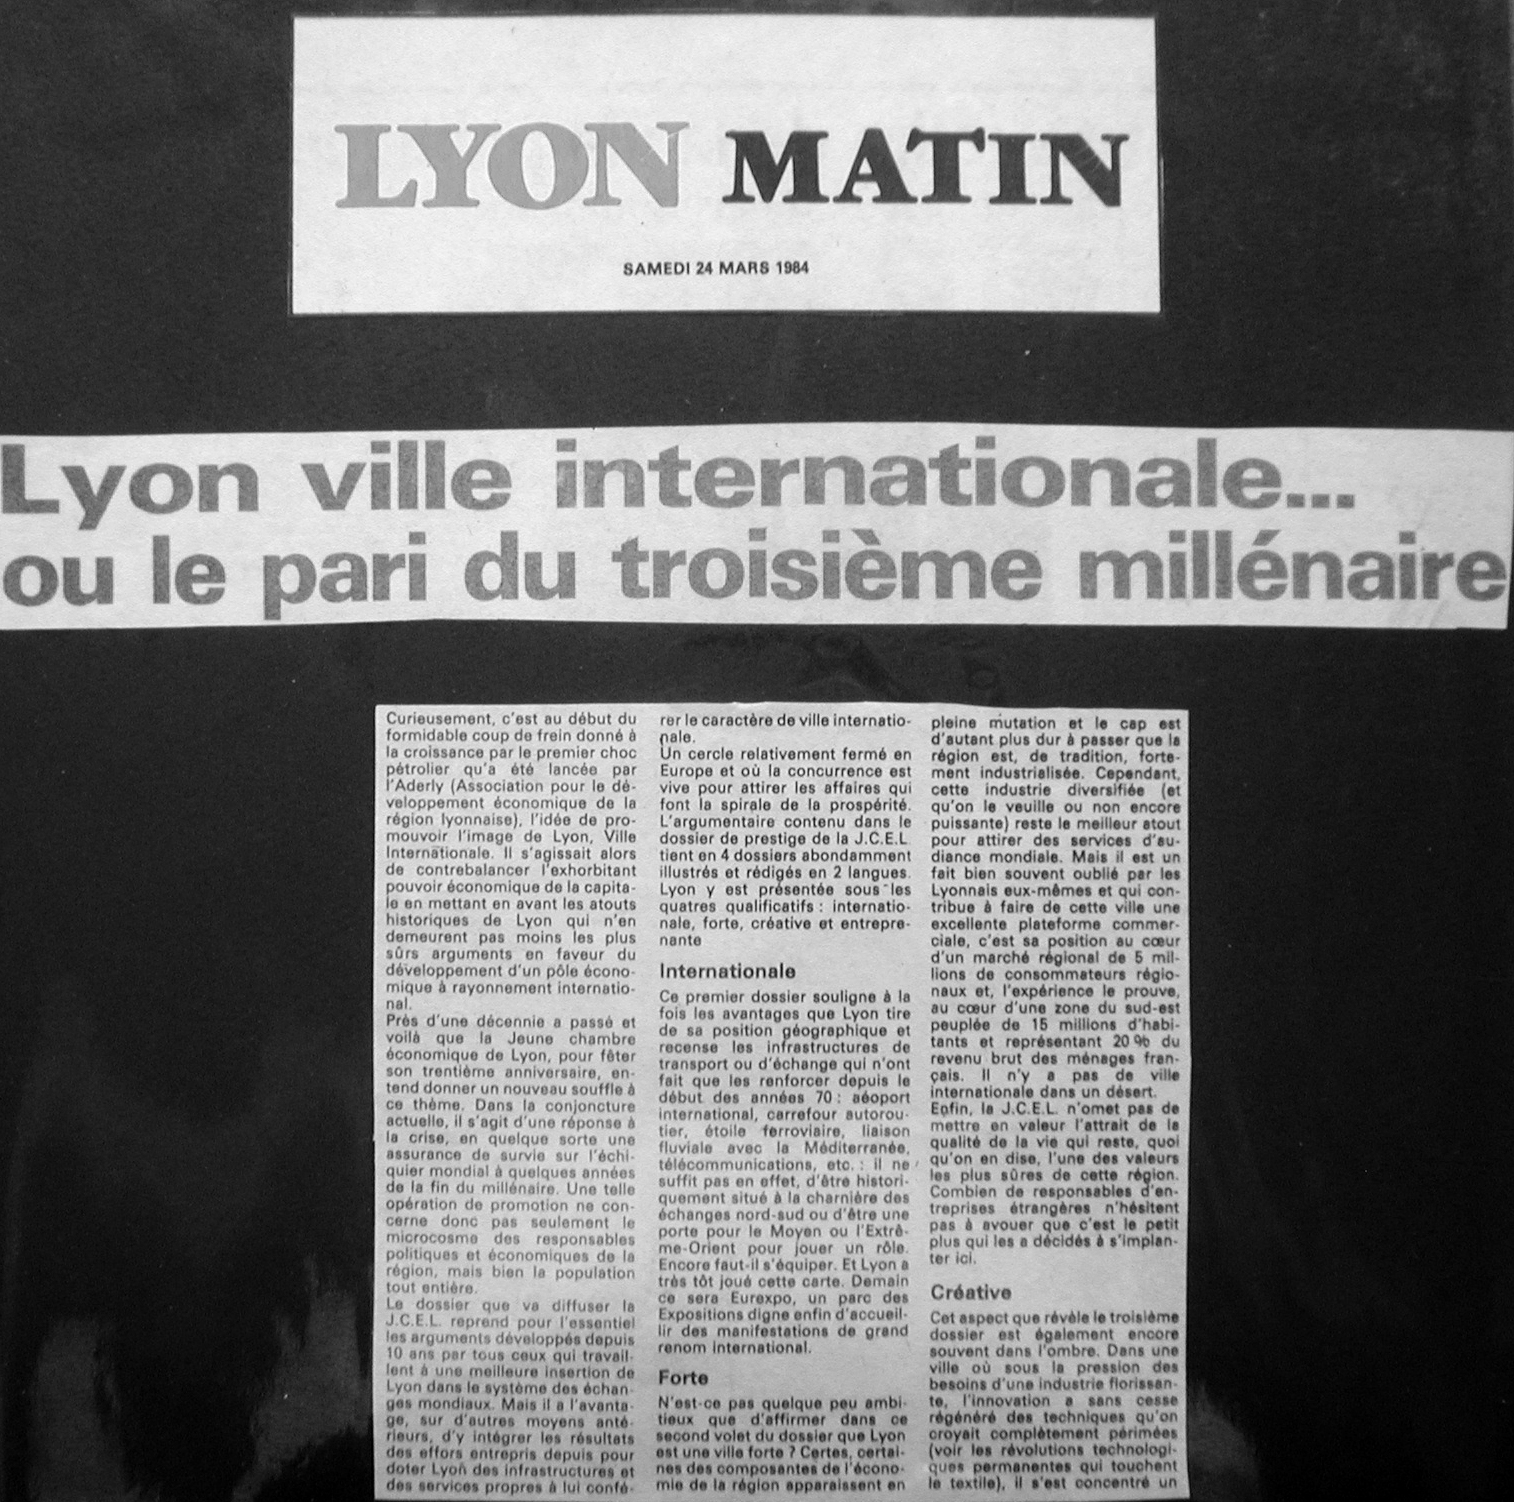 LYON MATIN
SAMEDI 24 MARS 1984
Lyon ville internationale...
ou le pari du troisième millénaire
Curieusement, c'est au début du
formidable coup de frein donné à
la croissance par le premier choc
pétrolier qu'a été lancée par
l'Aderly (Association pour le dé-
veloppement économique de la
région lyonnaise), l'idée de pro-
mouvoir l'image de Lyon, Ville
Internationale. Il s'agissait alors
de contrebalancer l'exhorbitant
pouvoir économique de la capita-
le en mettant en avant les atouts
historiques de Lyon qui n'en
demeurent pas moins les plus
sûrs arguments en faveur du
développement d'un pôle écono-
mique à rayonnement internatio-
nal.
Près d'une décennie a passé et
voilà que la Jeune chambre
économique de Lyon, pour fêter
son trentième anniversaire, en-
tend donner un nouveau souffle à
ce thème. Dans la conjoncture
actuelle, il s'agit d'une réponse à
la crise, en quelque sorte une
assurance de survie sur l'échi-
quier mondial à quelques années
de la fin du millénaire. Une telle
opération de promotion ne con-
cerne donc pas seulement le
microcosme des responsables
politiques et économiques de la
région, mais bien la population
tout entière.
Le dossier que va diffuser la
J.C.E.L. reprend pour l'essentiel
les arguments développés depuis
10 ans par tous ceux qui travail-
lent à une meilleure insertion de
Lyon dans le système des échan-
ges mondiaux. Mais il a l'avanta-
ge, sur d'autres moyens anté-
rieurs, d'y intégrer les résultats
des effors entrepris depuis pour
doter Lyon des infrastructures et
des services propres à lui confé-
rer le caractère de ville internatio-
nale.
Un cercle relativement fermé en
Europe et où la concurrence est
vive pour attirer les affaires qui
font la spirale de la prospérité.
L'argumentaire contenu dans le
dossier de prestige de la J.C.E.L
tient en 4 dossiers abondamment
illustrés et rédigés en 2 langues.
Lyon y est présentée sous les
quatres qualificatifs : internatio-
nale, forte, créative et entrepre-
nante
Internationale
Ce premier dossier souligne à la
fois les avantages que Lyon tire
de sa position géographique et
recense les infrastructures de
transport ou d'échange qui n'ont
fait que les renforcer depuis le
début des années 70 : aéoport
international, carrefour autorou-
tier, étoile ferroviaire, liaison
fluviale avec la Méditerranée,
télécommunications, etc. : il ne
suffit pas en effet, d'être histori-
quement situé à la charnière des
échanges nord-sud ou d'être une
porte pour le Moyen ou l'Extrê-
me-Orient pour jouer un rôle.
Encore faut-il s'équiper. Et Lyon a
très tôt joué cette carte. Demain
ce sera Eurexpo, un parc des
Expositions digne enfin d'accueil-
lir des manifestations de grand
renom international.
Forte
N'est-ce pas quelque peu ambi-
tieux que d'affirmer dans ce
second volet du dossier que Lyon
est une ville forte ? Certes, certai-
nes des composantes de l'écono-
mie de la région apparaissent en
pleine mutation et le cap est
d'autant plus dur à passer que la
région est, de tradition, forte-
ment industrialisée. Cependant,
cette industrie diversifiée (et
qu'on le veuille ou non encore
puissante) reste le meilleur atout
pour attirer des services d'au-
diance mondiale. Mais il est un
fait bien souvent oublié par les
Lyonnais eux-mêmes et qui con-
tribue à faire de cette ville une
excellente plateforme commer-
ciale, c'est sa position au cœur
d'un marché régional de 5 mil-
lions de consommateurs régio-
naux et, l'expérience le prouve,
au cœur d'une zone du sud-est
peuplée de 15 millions d'habi-
tants et représentant 20 % du
revenu brut des ménages fran-
çais. Il n'y a pas de ville
internationale dans un désert.
Enfin, la J.C.E.L. n'omet pas de
mettre en valeur l'attrait de la
qualité de la vie qui reste, quoi
qu'on en dise, l'une des valeurs
les plus sûres de cette région.
Combien de responsables d'en-
treprises étrangères n'hésitent
pas à avouer que c'est le petit
plus qui les a décidés à s'implan-
ter ici.
Créative
Cet aspect que révèle le troisième
dossier est également encore
souvent dans l'ombre. Dans une
ville où sous la pression des
besoins d'une industrie florissan-
te, l'innovation a sans cesse
régénéré des techniques qu'on
croyait complètement périmées
(voir les révolutions technologi-
ques permanentes qui touchent
le textile), il s'est concentré un